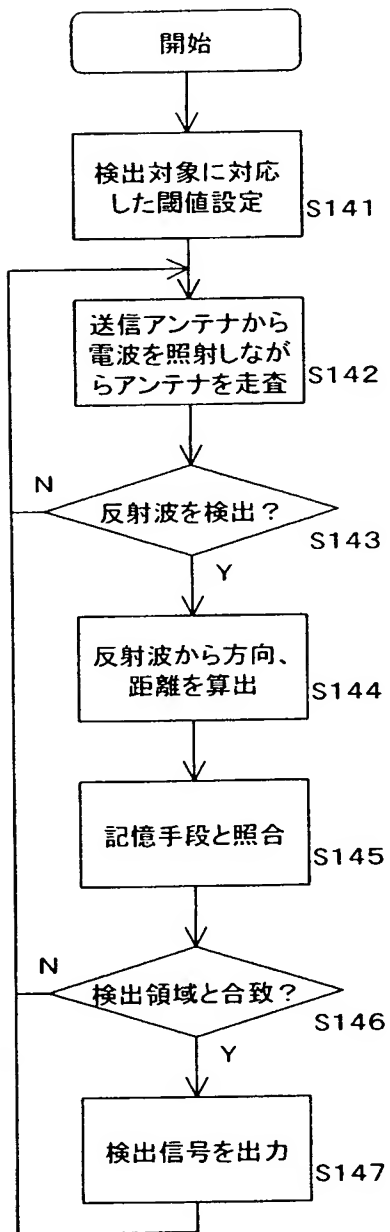 開始
検出対象に対応
した閾値設定
S141
送信アンテナから
電波を照射しなが
らアンテナを走査
S142
N
反射波を検出？
S143
Y
反射波から方向、
距離を算出
S144
記憶手段と照合
S145
N
検出領域と合致？
S146
Y
検出信号を出力
S147